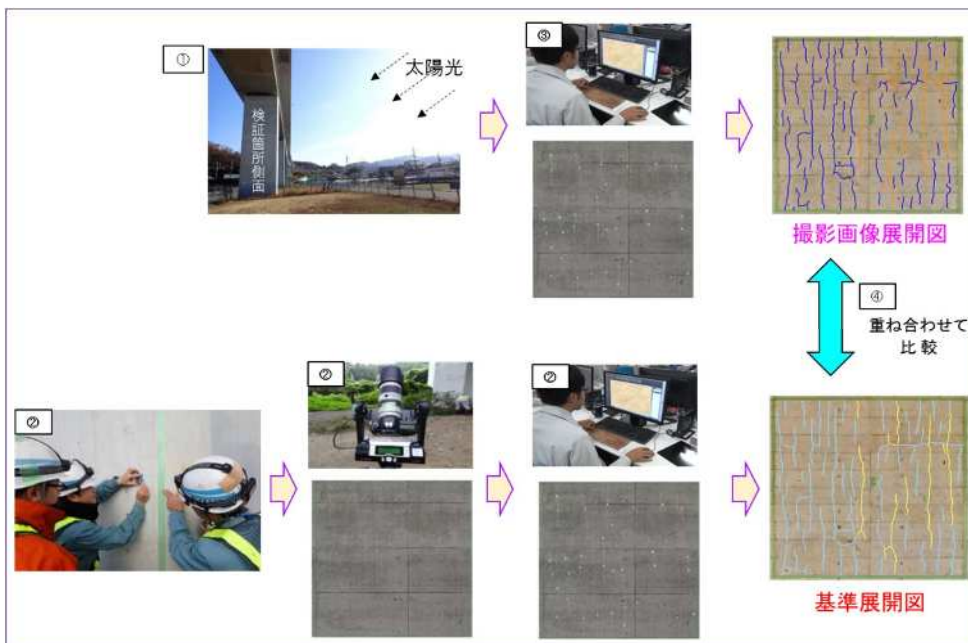 ①
太陽光
検証箇所側面
③
撮影画像展開図
④
重ね合わせて
比較
②
②
②
基準展開図